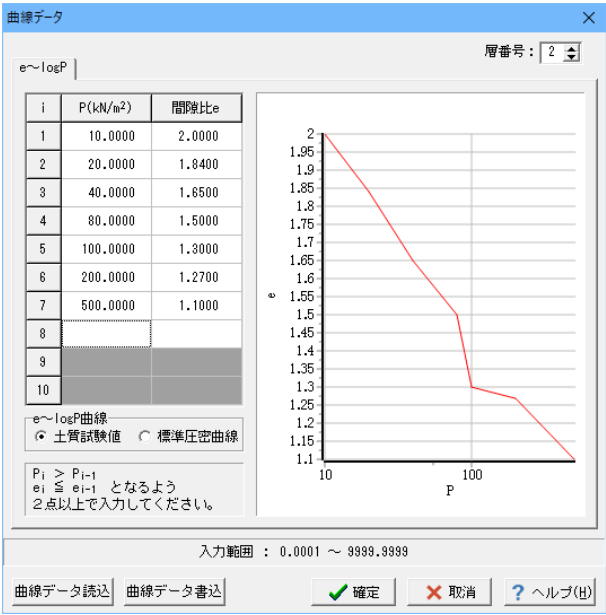 曲線データ
層番号： 2
e～logP
i P(kN/m²) 間隙比e
1 10.0000 2.0000
2 20.0000 1.8400
3 40.0000 1.6500
4 80.0000 1.5000
5 100.0000 1.3000
6 200.0000 1.2700
7 500.0000 1.1000
8
9
10
2
1.95
1.9
1.85
1.8
1.75
1.7
1.65
1.6
1.55
1.5
1.45
1.4
1.35
1.3
1.25
1.2
1.15
1.1
e
10 100
P
e～logP曲線
土質試験値 標準圧密曲線
Pi ＞ Pi-1
ei ≦ ei-1 となるよう
２点以上で入力してください。
入力範囲 ： 0.0001 ～ 9999.9999
曲線データ読込 曲線データ書込 確定 取消 ? ヘルプ(H)